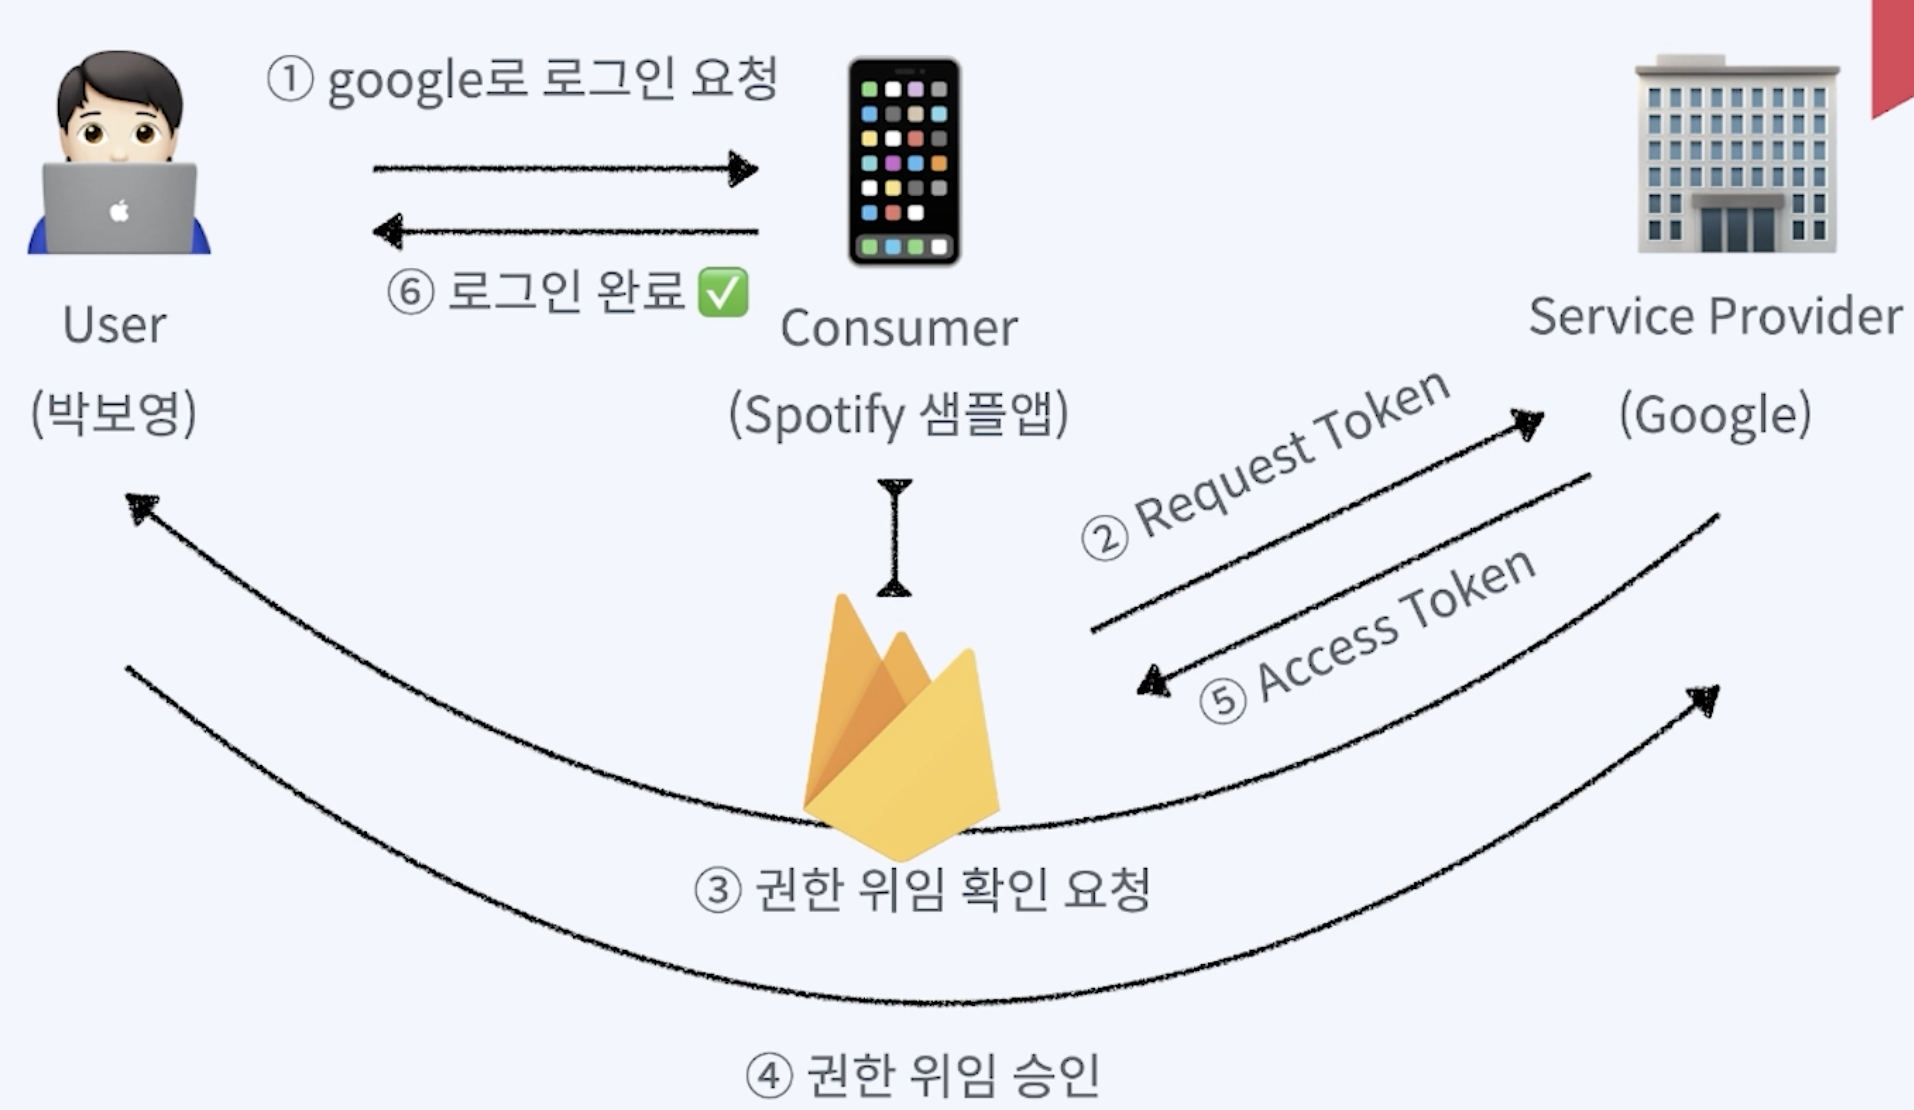 ① google로 로그인 요청
⑥ 로그인 완료 ✅
User
(박보영)
Consumer
(Spotify 샘플앱)
Service Provider
(Google)
② Request Token
⑤ Access Token
③ 권한 위임 확인 요청
④ 권한 위임 승인